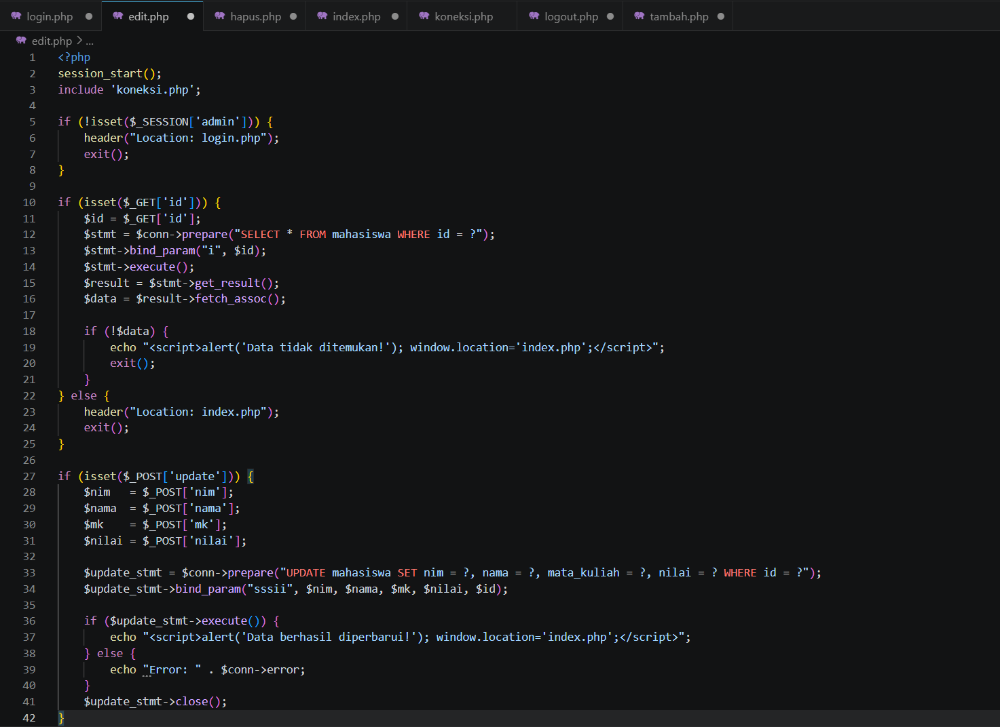 login.php edit.php hapus.php index.php koneksi.php logout.php tambah.php
edit.php > ...
1 <?php
2 session_start();
3 include 'koneksi.php';
4
5 if (!isset($_SESSION['admin'])) {
6     header("Location: login.php");
7     exit();
8 }
9
10 if (isset($_GET['id'])) {
11     $id = $_GET['id'];
12     $stmt = $conn->prepare("SELECT * FROM mahasiswa WHERE id = ?");
13     $stmt->bind_param("i", $id);
14     $stmt->execute();
15     $result = $stmt->get_result();
16     $data = $result->fetch_assoc();
17
18     if (!$data) {
19         echo "<script>alert('Data tidak ditemukan!'); window.location='index.php';</script>";
20         exit();
21     }
22 } else {
23     header("Location: index.php");
24     exit();
25 }
26
27 if (isset($_POST['update'])) {
28     $nim   = $_POST['nim'];
29     $nama  = $_POST['nama'];
30     $mk    = $_POST['mk'];
31     $nilai = $_POST['nilai'];
32
33     $update_stmt = $conn->prepare("UPDATE mahasiswa SET nim = ?, nama = ?, mata_kuliah = ?, nilai = ? WHERE id = ?");
34     $update_stmt->bind_param("sssii", $nim, $nama, $mk, $nilai, $id);
35
36     if ($update_stmt->execute()) {
37         echo "<script>alert('Data berhasil diperbarui!'); window.location='index.php';</script>";
38     } else {
39         echo "Error: " . $conn->error;
40     }
41     $update_stmt->close();
42 }